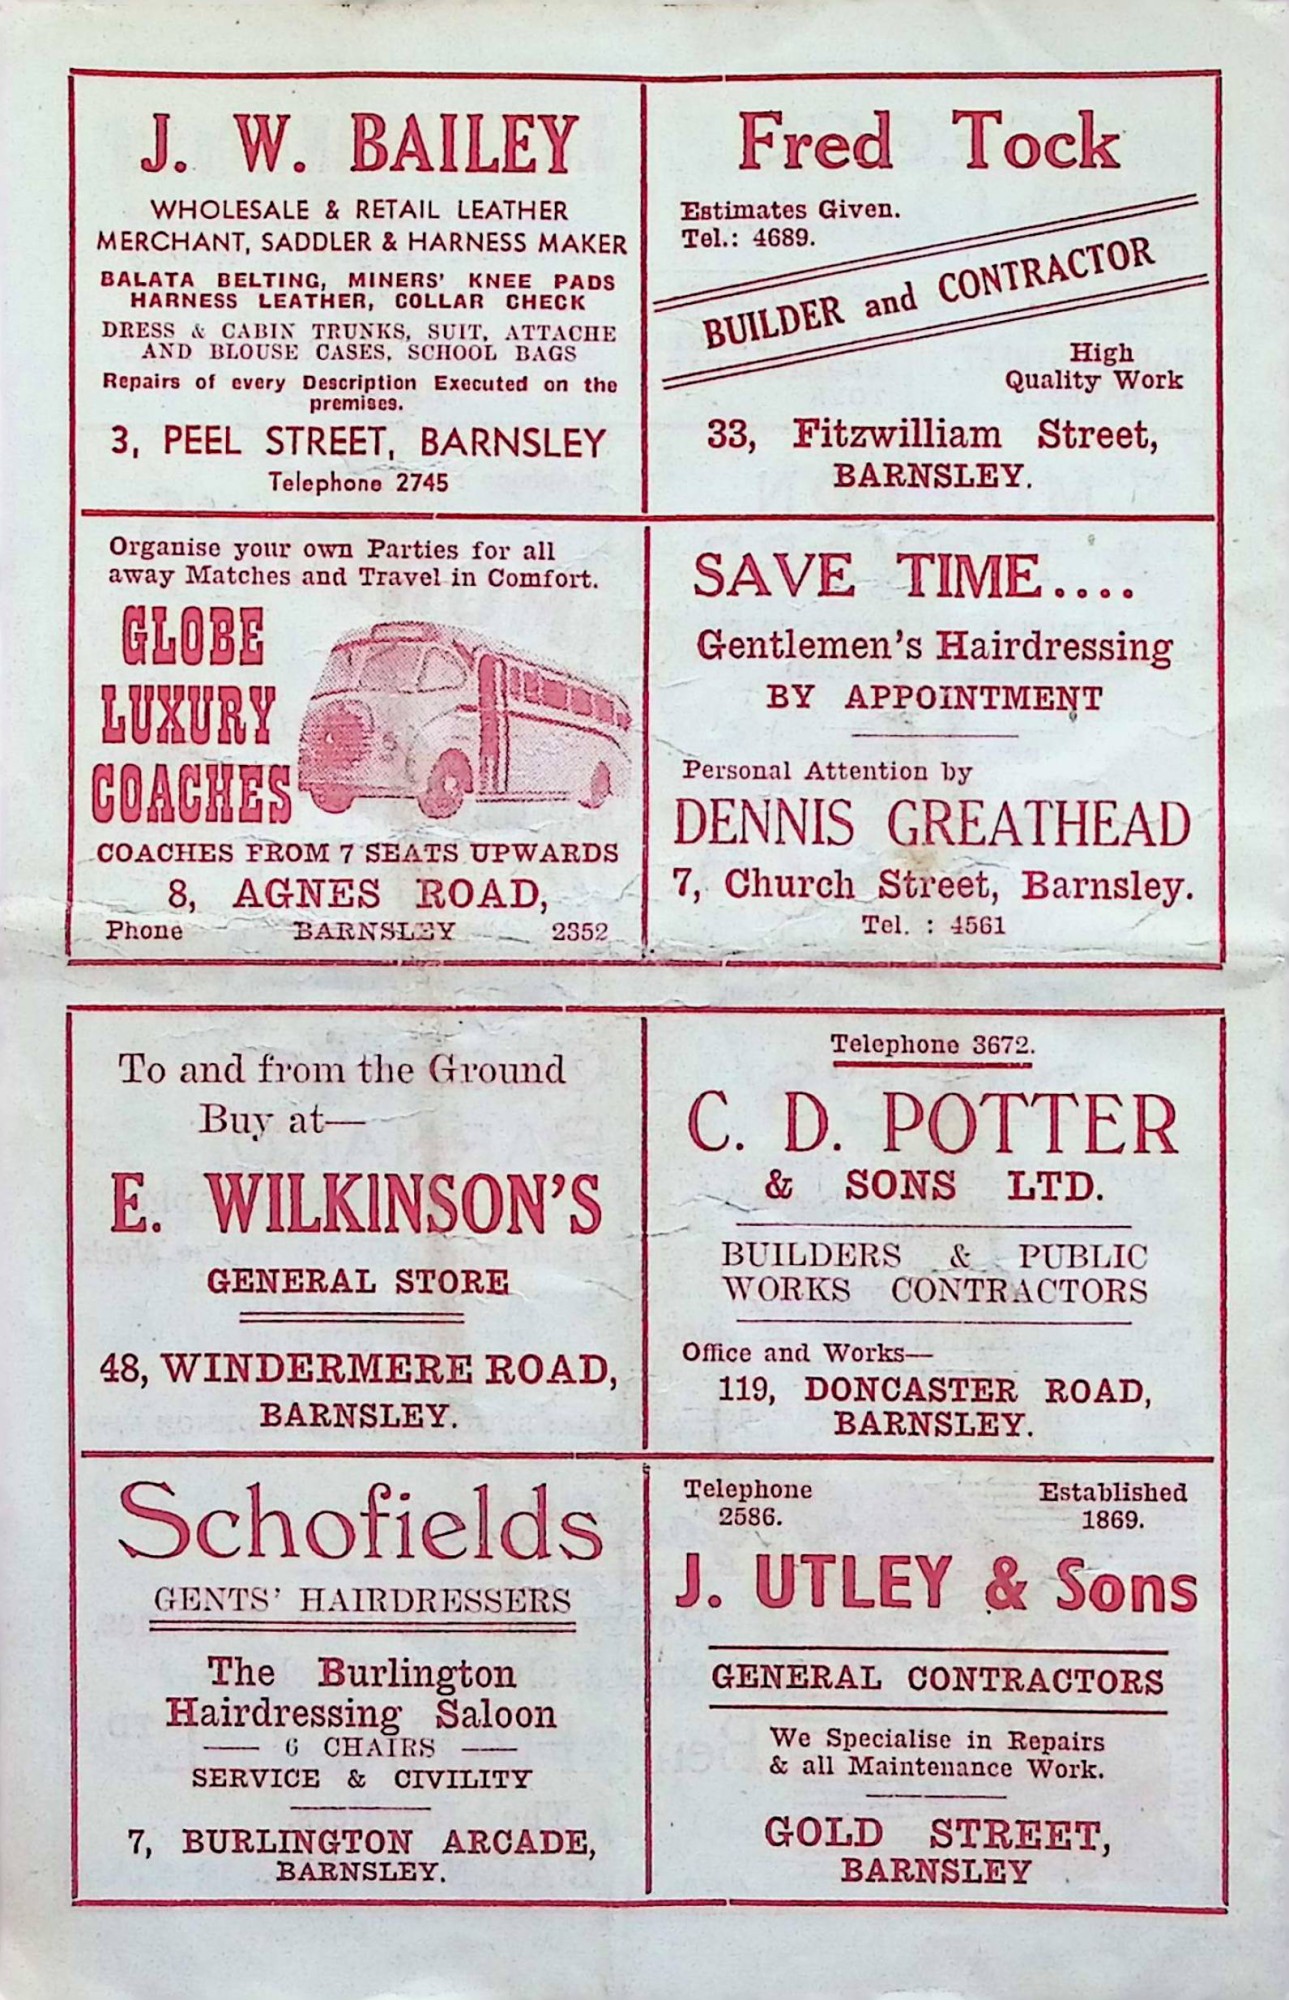 J. W. BAILEY
WHOLESALE & RETAIL LEATHER
MERCHANT, SADDLER & HARNESS MAKER
BALATA BELTING, MINERS' KNEE PADS
HARNESS LEATHER, COLLAR CHECK
DRESS & CABIN TRUNKS, SUIT, ATTACHE
AND BLOUSE CASES, SCHOOL BAGS
Repairs of every Description Executed on the
premises.
3, PEEL STREET, BARNSLEY
Telephone 2745
Fred Tock
Estimates Given.
Tel.: 4689.
BUILDER and CONTRACTOR
High
Quality Work
33, Fitzwilliam Street,
BARNSLEY.
Organise your own Parties for all
away Matches and Travel in Comfort.
GLOBE
LUXURY
COACHES
COACHES FROM 7 SEATS UPWARDS
8, AGNES ROAD,
Phone BARNSLEY 2352
SAVE TIME....
Gentlemen's Hairdressing
BY APPOINTMENT
Personal Attention by
DENNIS GREATHEAD
7, Church Street, Barnsley.
Tel. : 4561
To and from the Ground
Buy at—
E. WILKINSON'S
GENERAL STORE
48, WINDERMERE ROAD,
BARNSLEY.
Telephone 3672.
C. D. POTTER
& SONS LTD.
BUILDERS & PUBLIC
WORKS CONTRACTORS
Office and Works—
119, DONCASTER ROAD,
BARNSLEY.
Schofields
GENTS' HAIRDRESSERS
The Burlington
Hairdressing Saloon
— 6 CHAIRS —
SERVICE & CIVILITY
7, BURLINGTON ARCADE,
BARNSLEY.
Telephone Established
2586. 1869.
J. UTLEY & Sons
GENERAL CONTRACTORS
We Specialise in Repairs
& all Maintenance Work.
GOLD STREET,
BARNSLEY